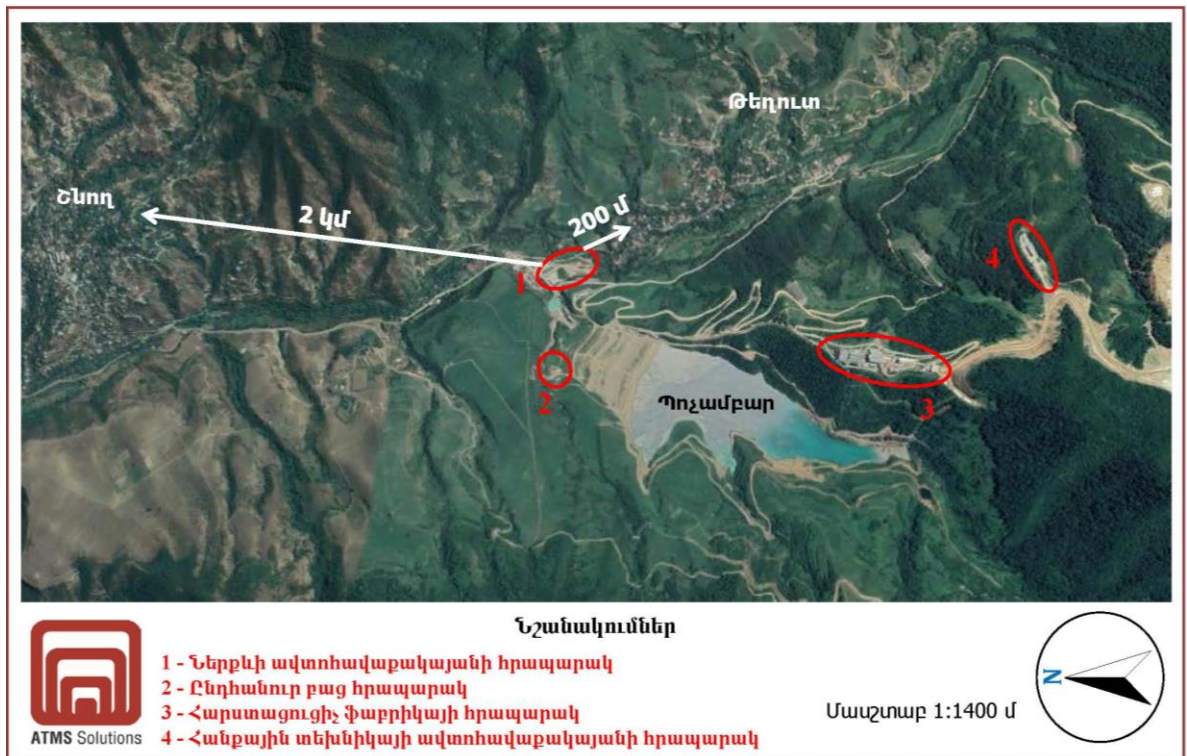 Թեղուտ
Շնող
2 կմ
200 մ
1
4
2
Պոչամբար
3
Նշանակումներ
1 - Ներքևի ավտոհավաքակայանի հրապարակ
2 - Ընդհանուր բաց հրապարակ
3 - Հարստացուցիչ ֆաբրիկայի հրապարակ
4 - Հանքային տեխնիկայի ավտոհավաքակայանի հրապարակ
ATMS Solutions
Մասշտաբ 1:1400 մ
N